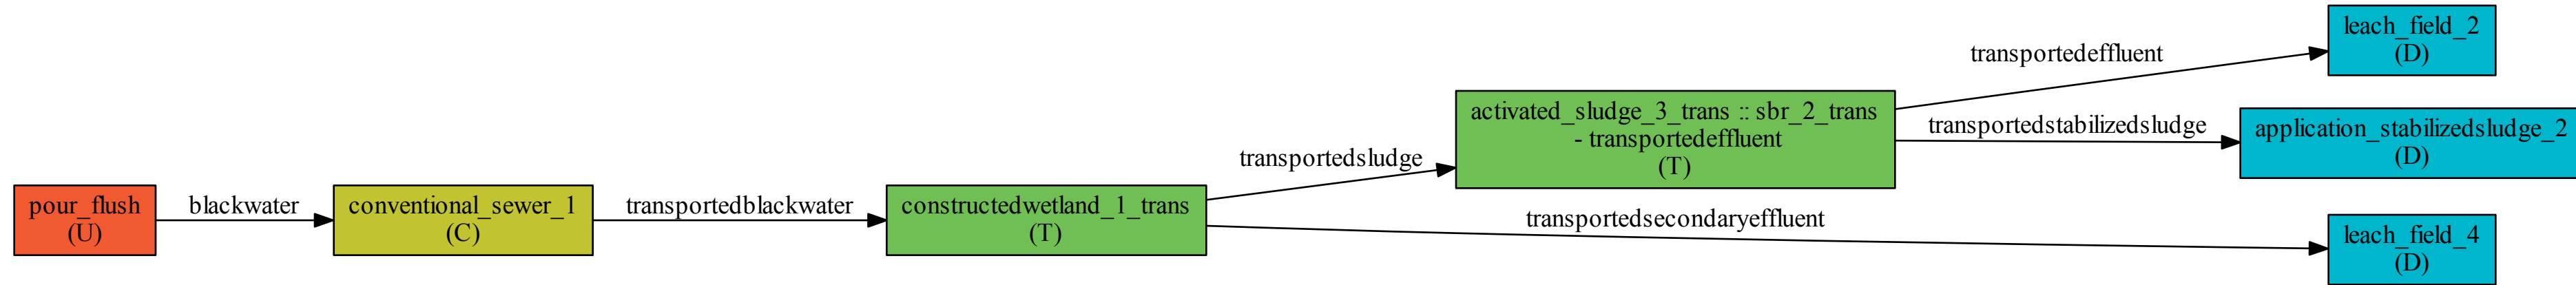 pour_flush
(U)
blackwater
conventional_sewer_1
(C)
transportedblackwater
constructedwetland_1_trans
(T)
transportedsludge
transportedsecondaryeffluent
activated_sludge_3_trans :: sbr_2_trans
- transportedeffluent
(T)
transportedeffluent
transportedstabilizedsludge
leach_field_2
(D)
application_stabilizedsludge_2
(D)
leach_field_4
(D)